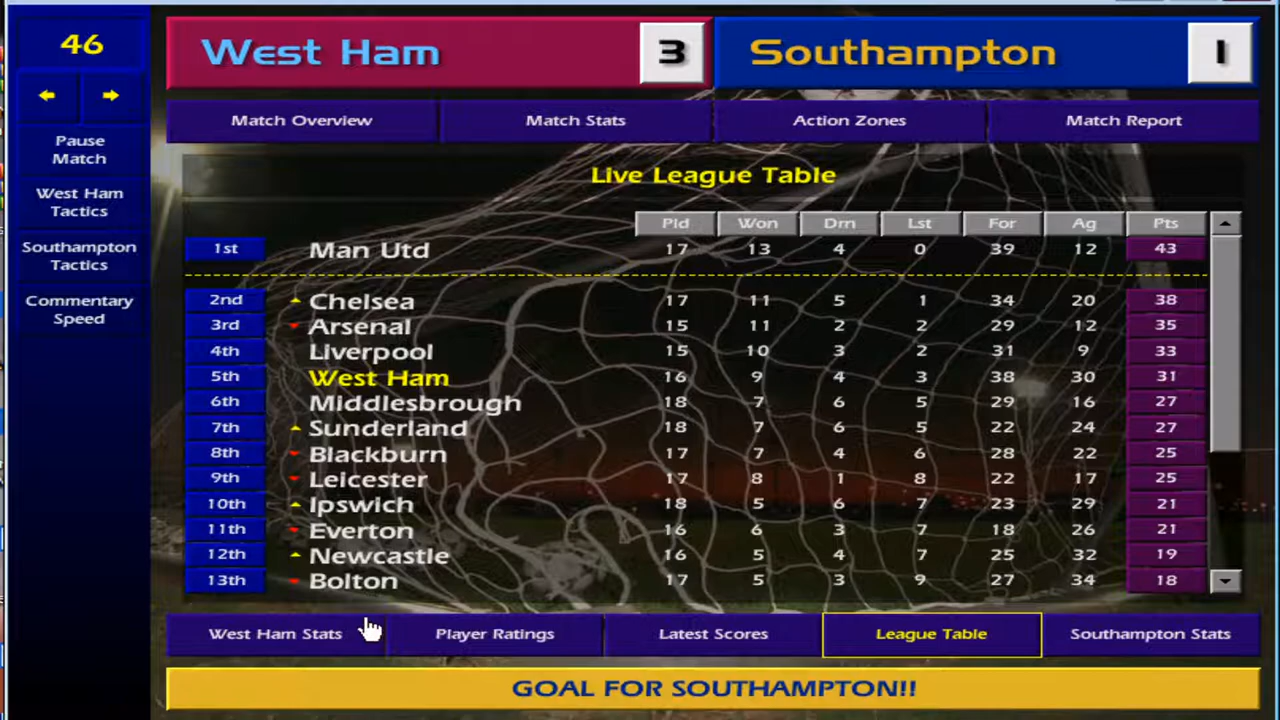 46
West Ham 3 Southampton 1
Match Overview Match Stats Action Zones Match Report
Pause
Match
West Ham
Tactics
Southampton
Tactics
Commentary
Speed
Live League Table
Pld Won Drn Lst For Ag Pts
1st Man Utd 17 13 4 0 39 12 43
2nd Chelsea 17 11 5 1 34 20 38
3rd Arsenal 15 11 2 2 29 12 35
4th Liverpool 15 10 3 2 31 9 33
5th West Ham 16 9 4 3 38 30 31
6th Middlesbrough 18 7 6 5 29 16 27
7th Sunderland 18 7 6 5 22 24 27
8th Blackburn 17 7 4 6 28 22 25
9th Leicester 17 8 1 8 22 17 25
10th Ipswich 18 5 6 7 23 29 21
11th Everton 16 6 3 7 18 26 21
12th Newcastle 16 5 4 7 25 32 19
13th Bolton 17 5 3 9 27 34 18
West Ham Stats Player Ratings Latest Scores League Table Southampton Stats
GOAL FOR SOUTHAMPTON!!